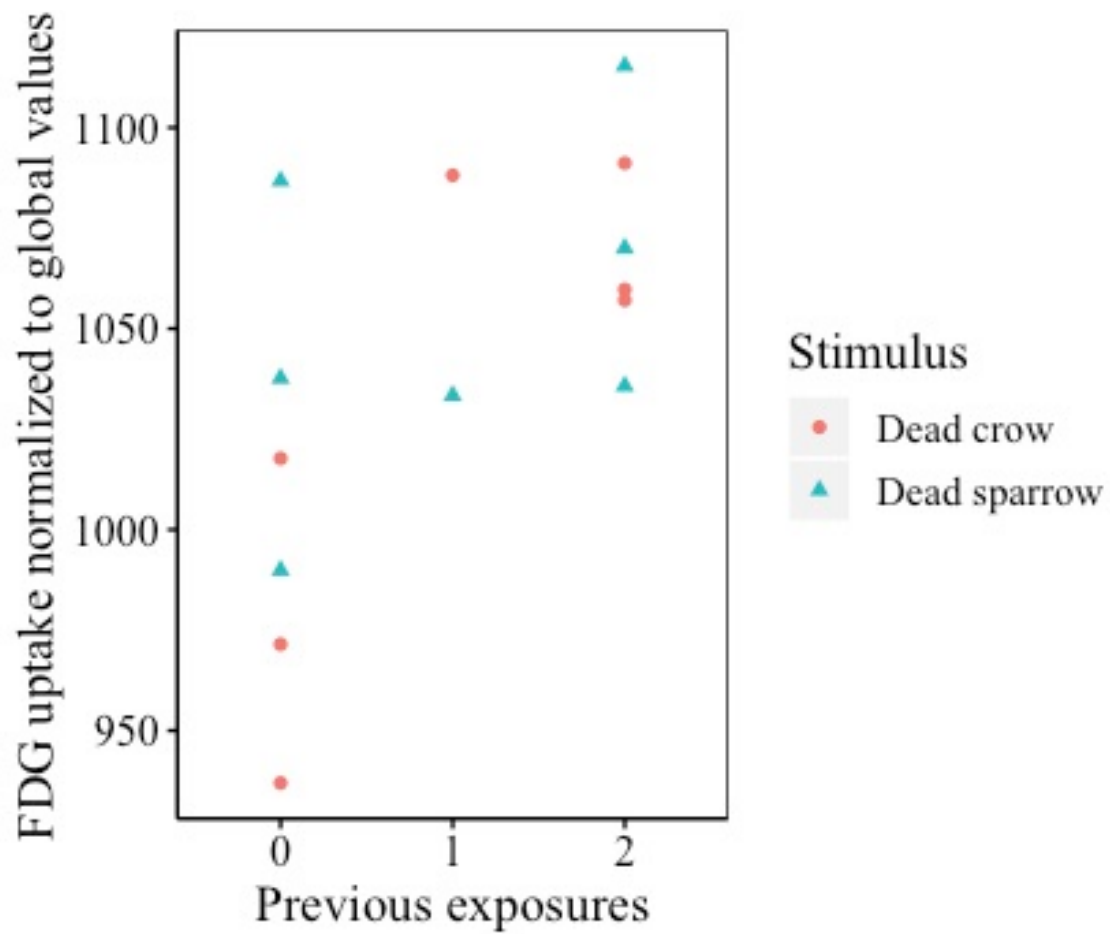 FDG uptake normalized to global values
1100
1050
1000
950
0 1 2
Previous exposures
Stimulus
Dead crow
Dead sparrow